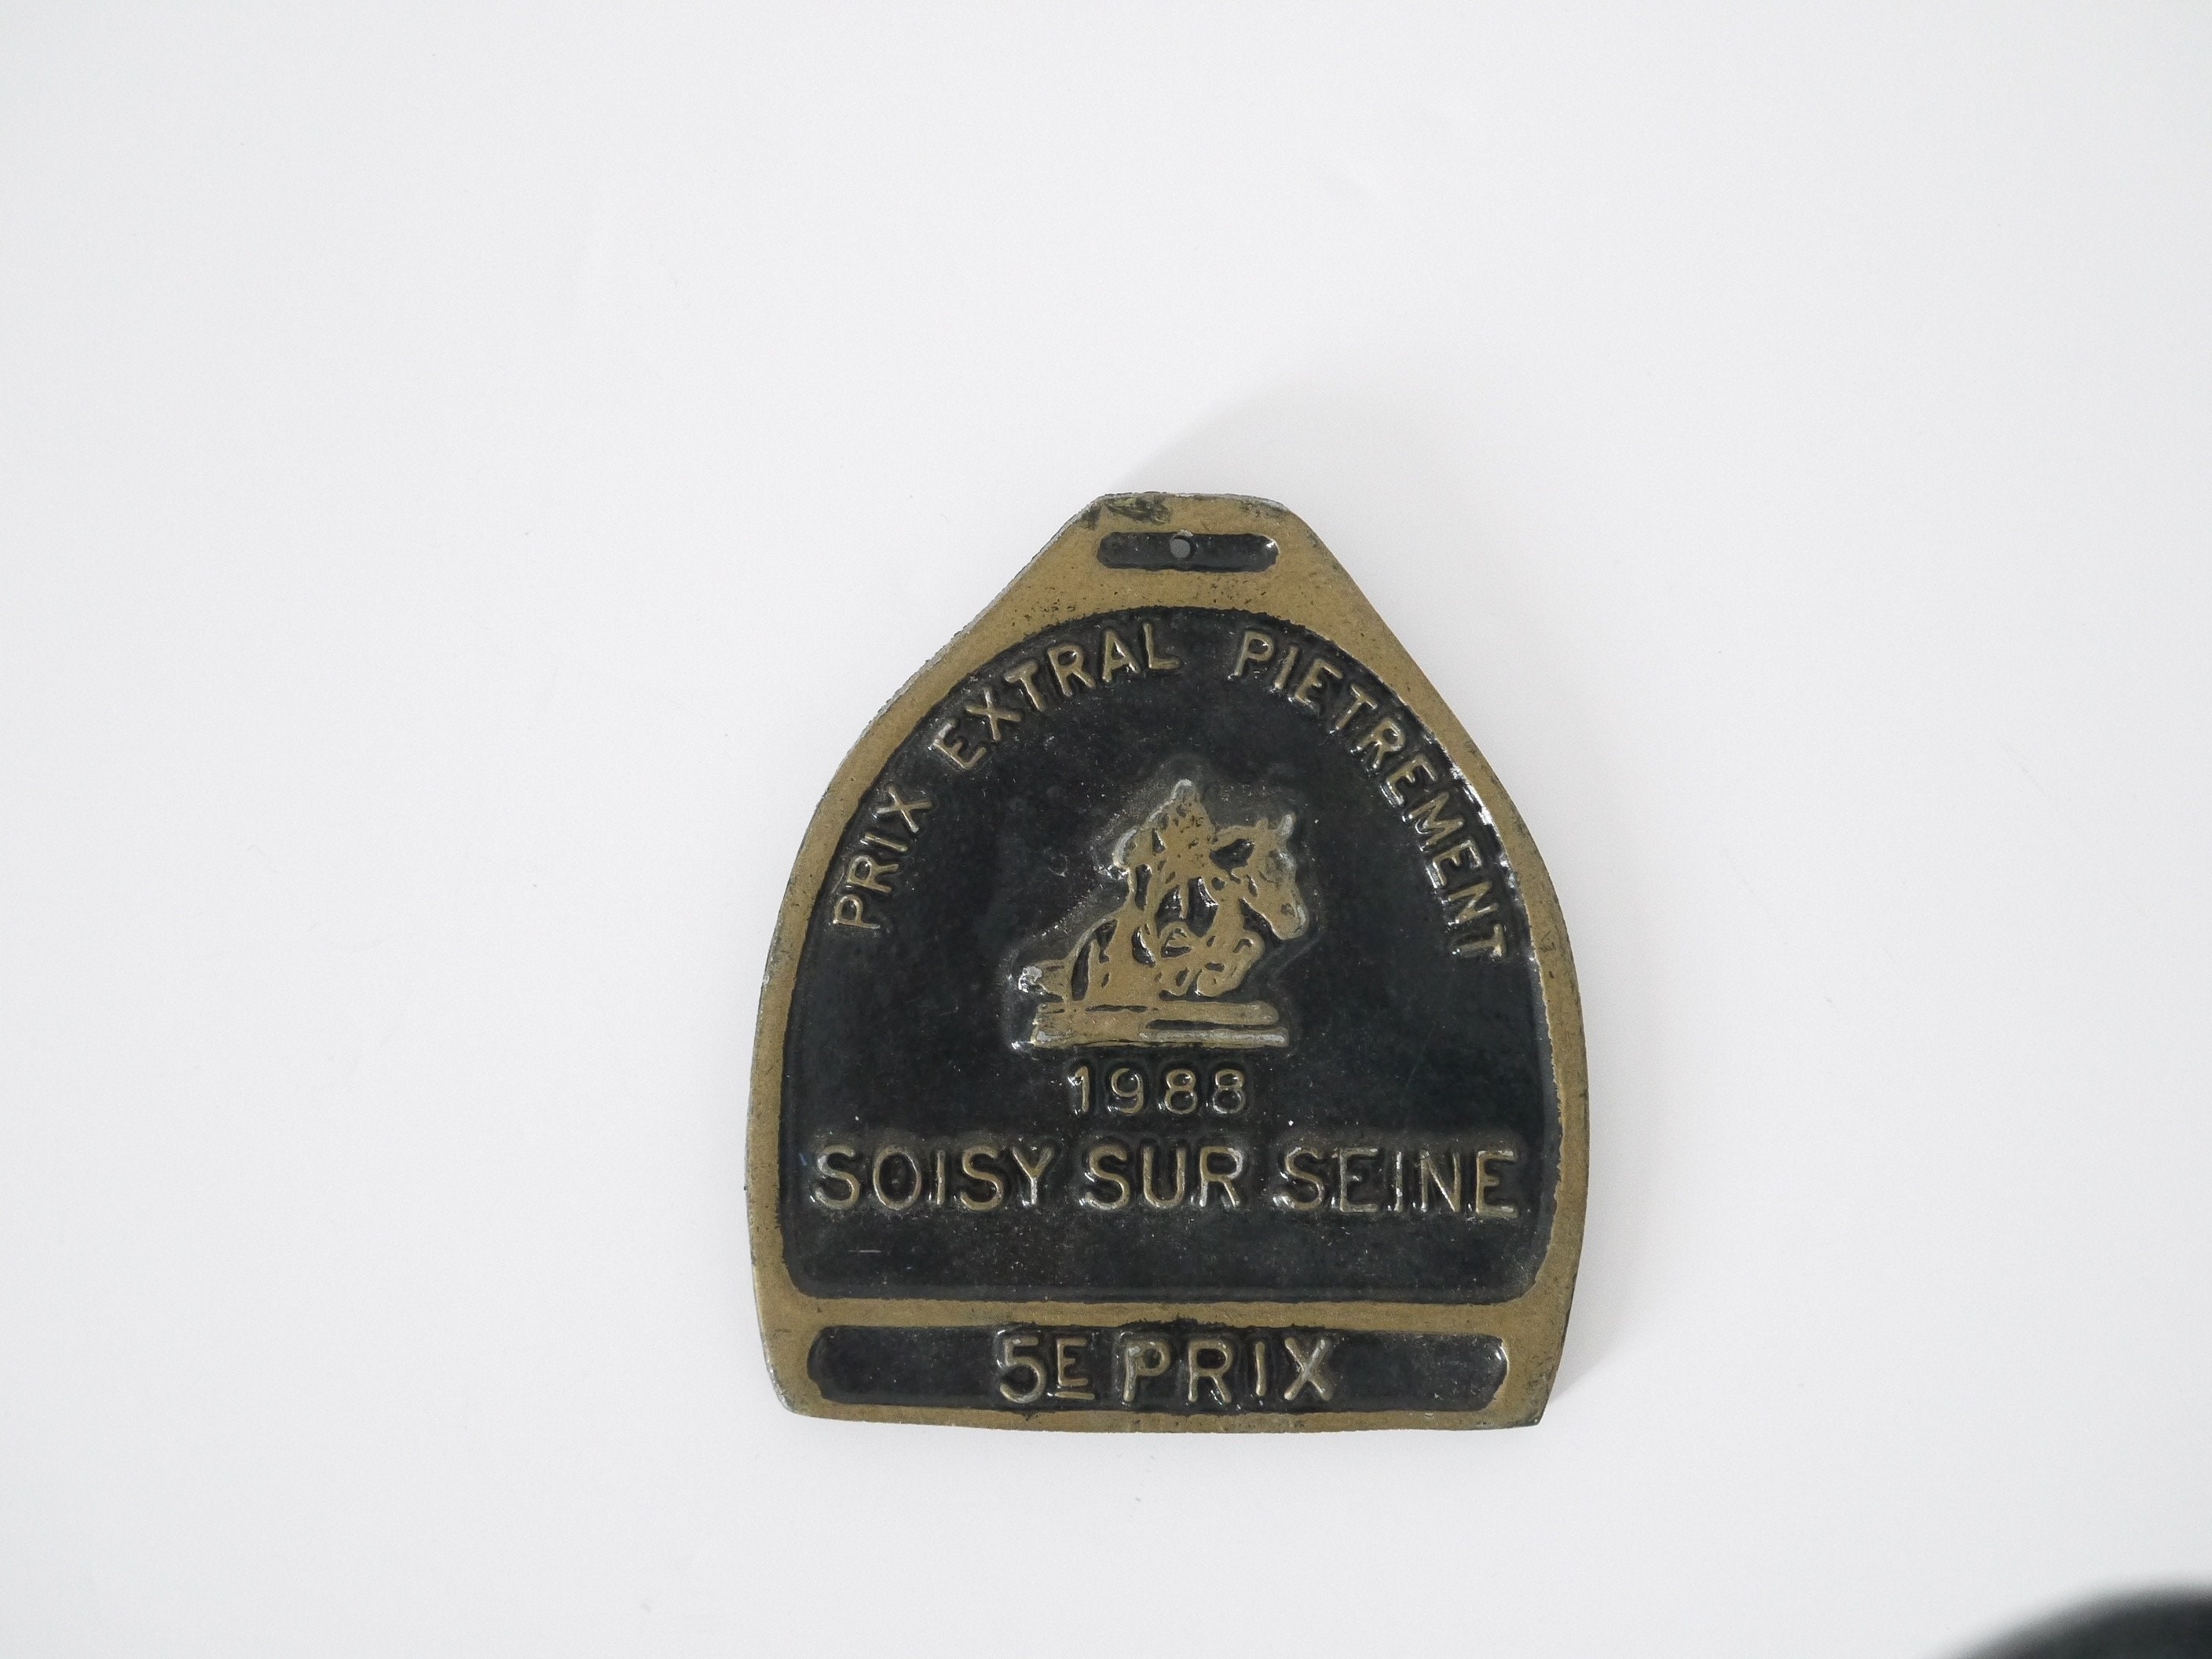 PRIX EXTRAL PIETREMENT
1988
SOISY SUR SEINE
5E PRIX